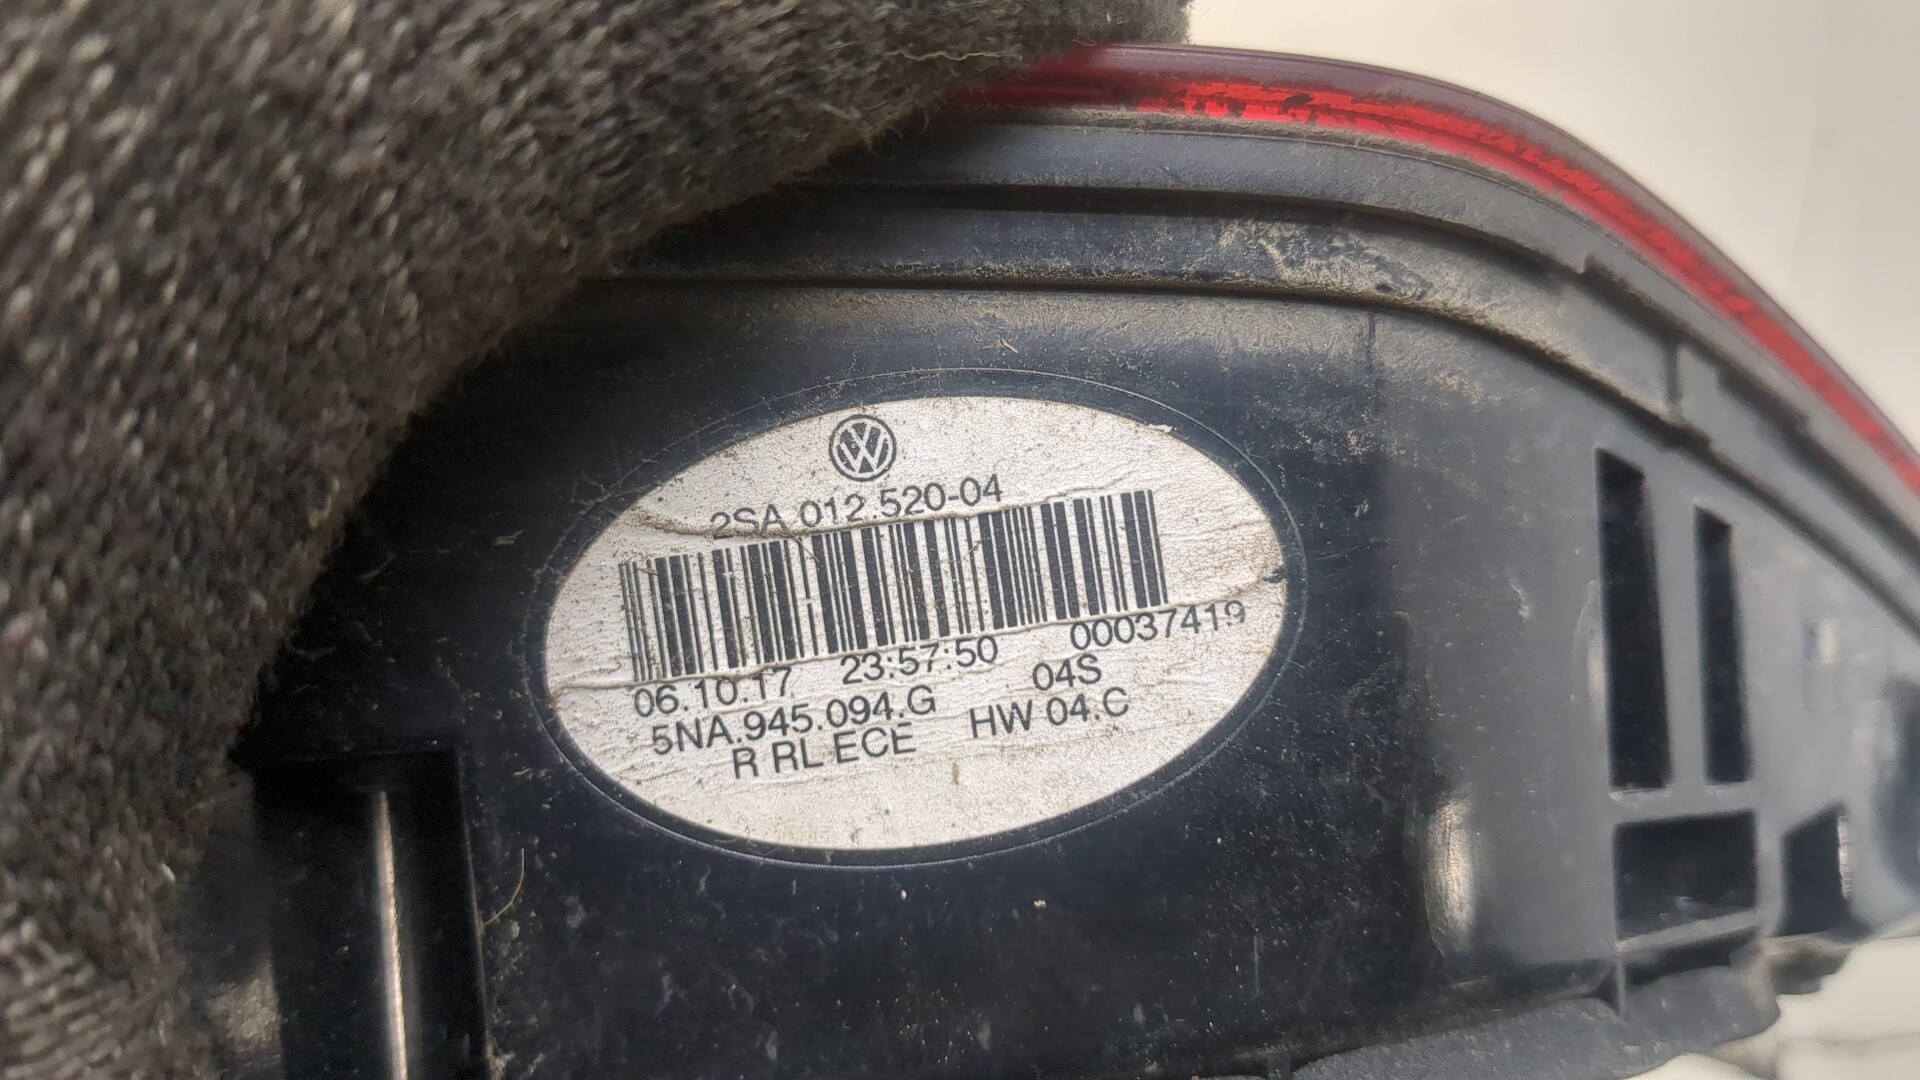 2SA.012.520-04
06.10.17 23:57:50 00037419
5NA.945.094.G 04S
R RL ECE HW 04.C